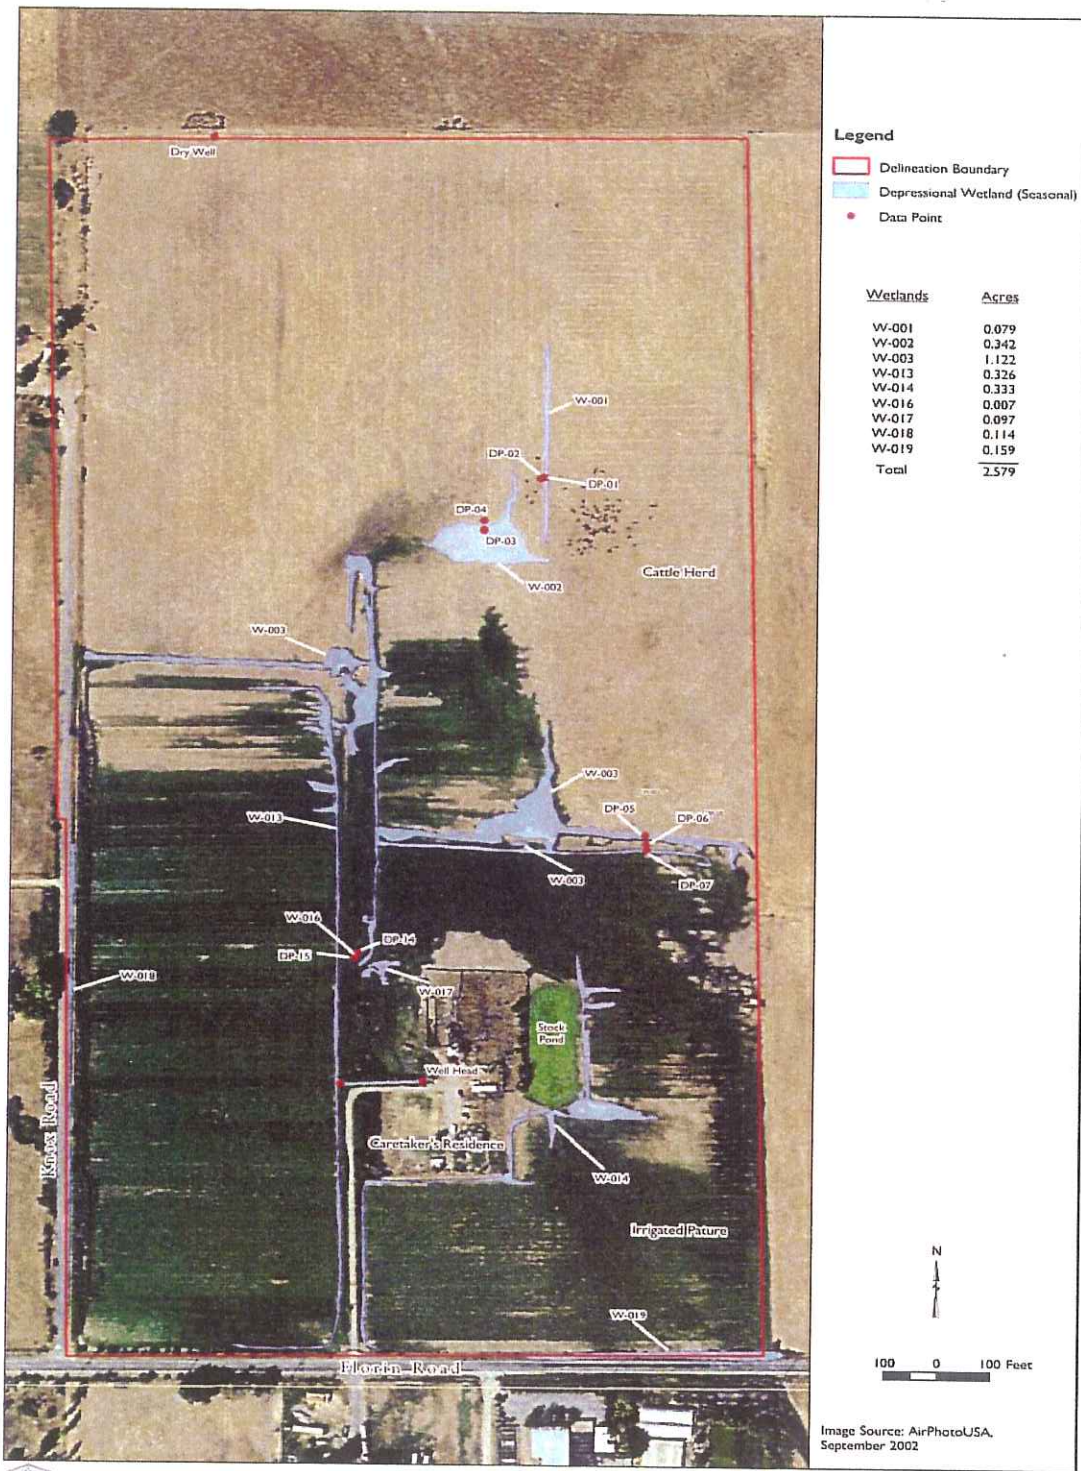 Dry Well
Legend
Delineation Boundary
Depressional Wetland (Seasonal)
Data Point
Wetlands Acres
W-001 0.079
W-002 0.342
W-003 1.122
W-013 0.326
W-014 0.333
W-016 0.007
W-017 0.097
W-018 0.114
W-019 0.159
Total 2.579
W-001
DP-02
DP-01
DP-04
DP-03
W-002
Cattle Herd
W-003
W-003
DP-05
DP-06
W-013
W-003
DP-07
W-016
DP-14
DP-15
W-018
W-017
Stock
Pond
Well Head
Knox Road
Caretaker's Residence
W-014
Irrigated Pature
W-019
Florin Road
N
100 0 100 Feet
Image Source: AirPhotoUSA,
September 2002